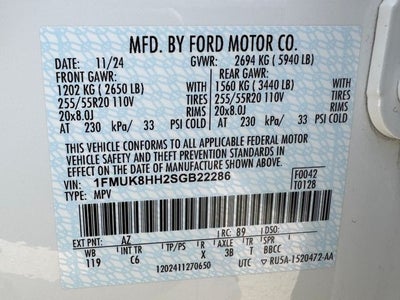 MFD. BY FORD MOTOR CO.
DATE: 11/24 GVWR: 2694 KG ( 5940 LB)
FRONT GAWR: REAR GAWR:
1202 KG ( 2650 LB) 1560 KG ( 3440 LB)
255/55R20 110V TIRES 255/55R20 110V TIRES
20x8.0J RIMS 20x8.0J RIMS
AT 230 kPa/ 33 PSI COLD AT 230 kPa/ 33 PSI COLD
THIS VEHICLE CONFORMS TO ALL APPLICABLE FEDERAL MOTOR
VEHICLE SAFETY AND THEFT PREVENTION STANDARDS IN EFFECT ON THE
DATE OF MANUFACTURE SHOWN ABOVE.
VIN: 1FMUK8HH2SGB22286 F0042
TYPE: MPV T0128
EXT PNT: AZ RC: 89 DSO:
WB INT TR TP/PS R AX TR SPR
119 C6 X 3B T BBCC
1202411270650 UTC RU5A-1520472-AA